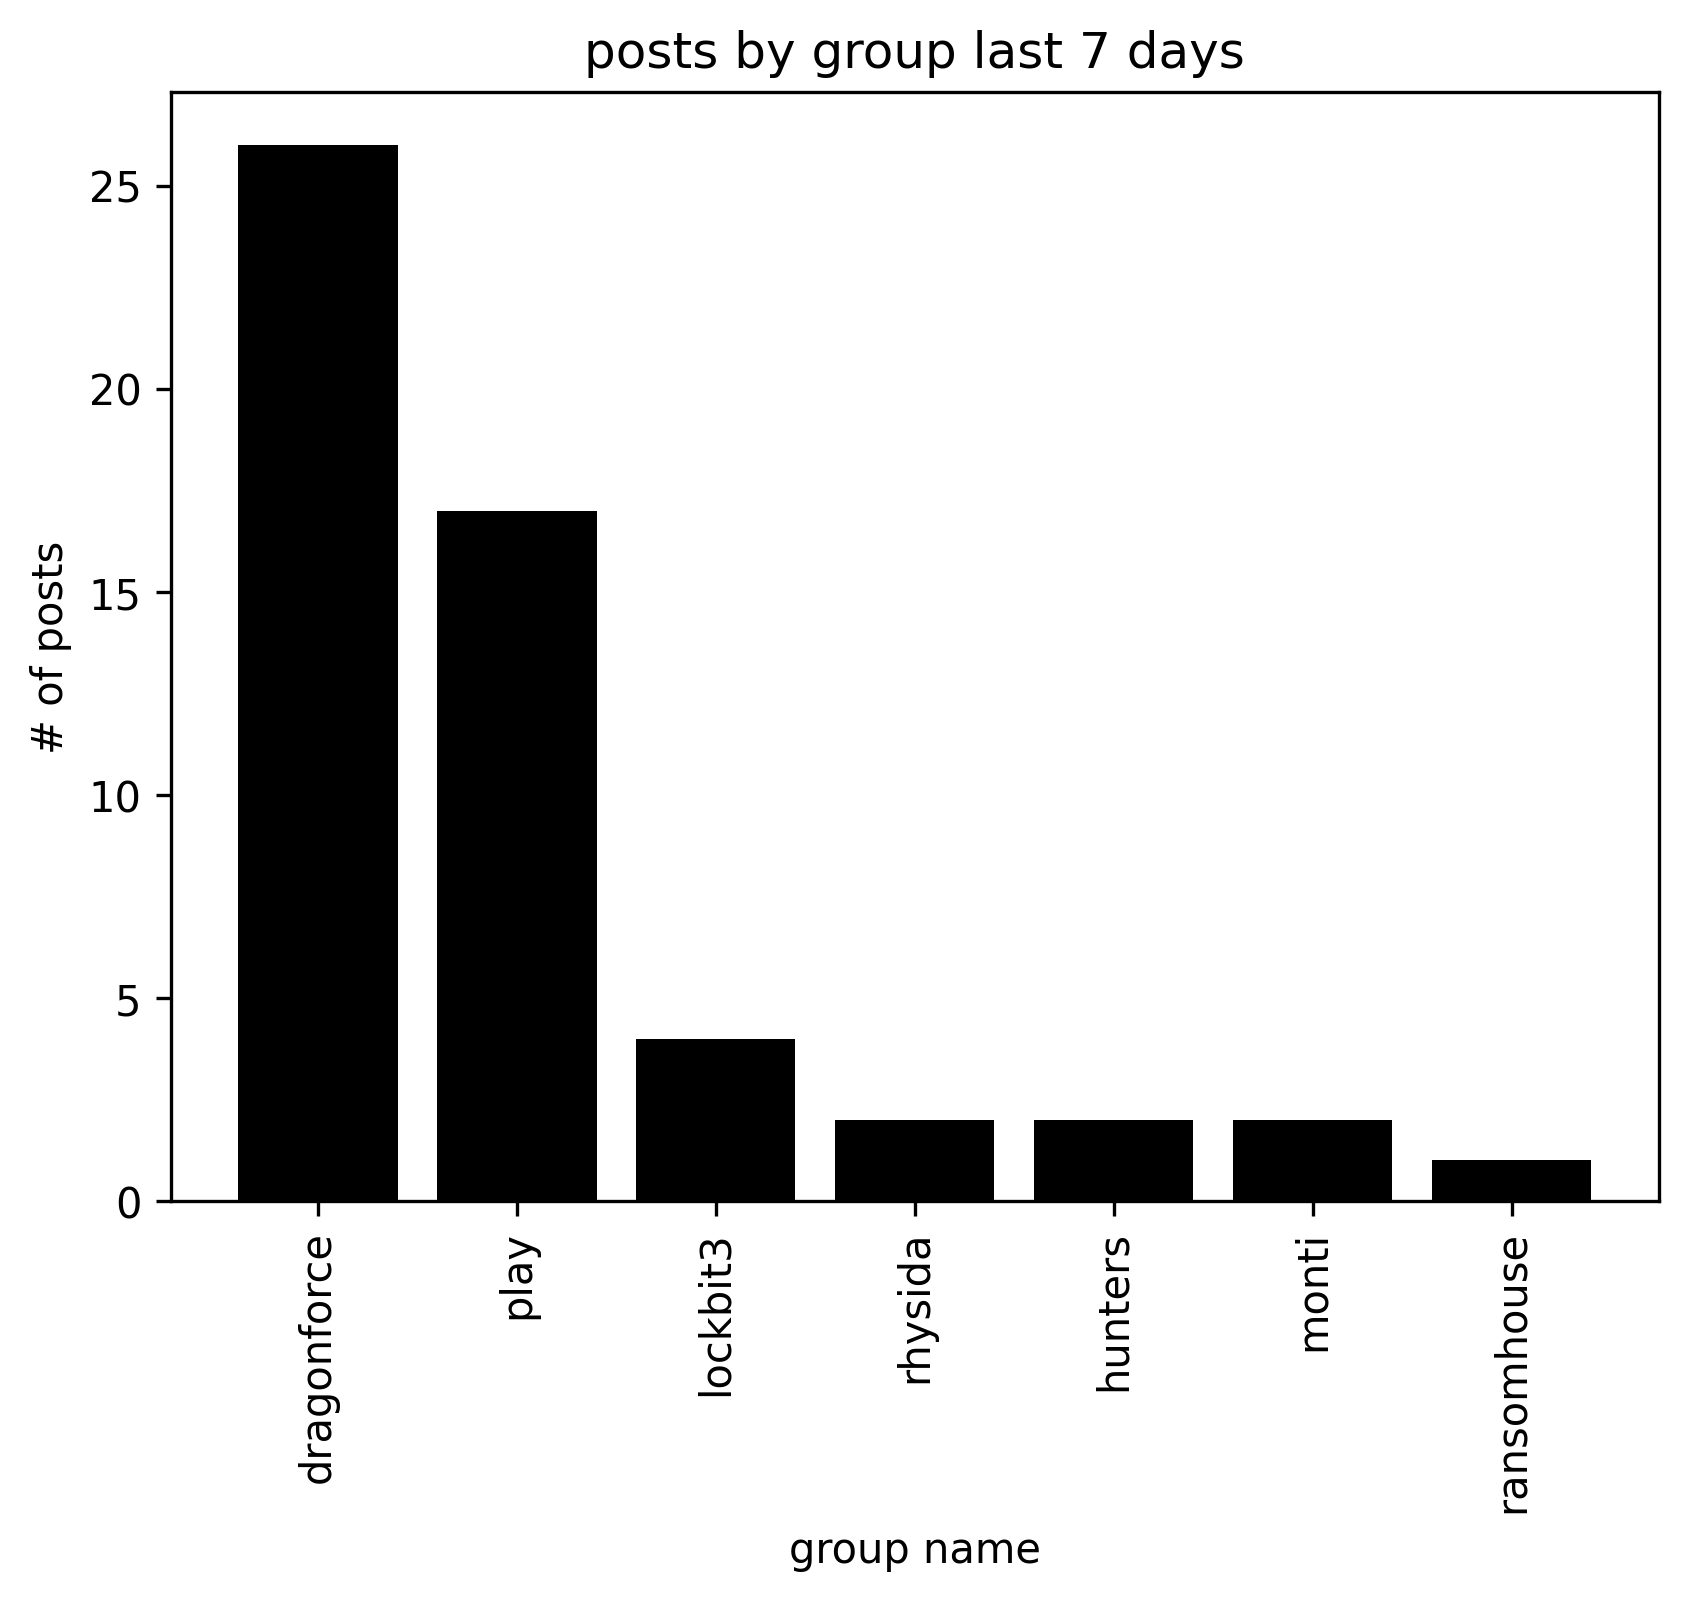 posts by group last 7 days
# of posts
25
20
15
10
5
0
dragonforce
play
lockbit3
rhysida
hunters
monti
ransomhouse
group name